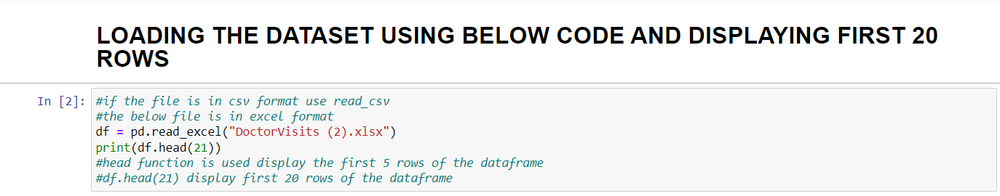 LOADING THE DATASET USING BELOW CODE AND DISPLAYING FIRST 20
ROWS
In [2]: #if the file is in csv format use read_csv
#the below file is in excel format
df = pd.read_excel("DoctorVisits (2).xlsx")
print(df.head(21))
#head function is used display the first 5 rows of the dataframe
#df.head(21) display first 20 rows of the dataframe